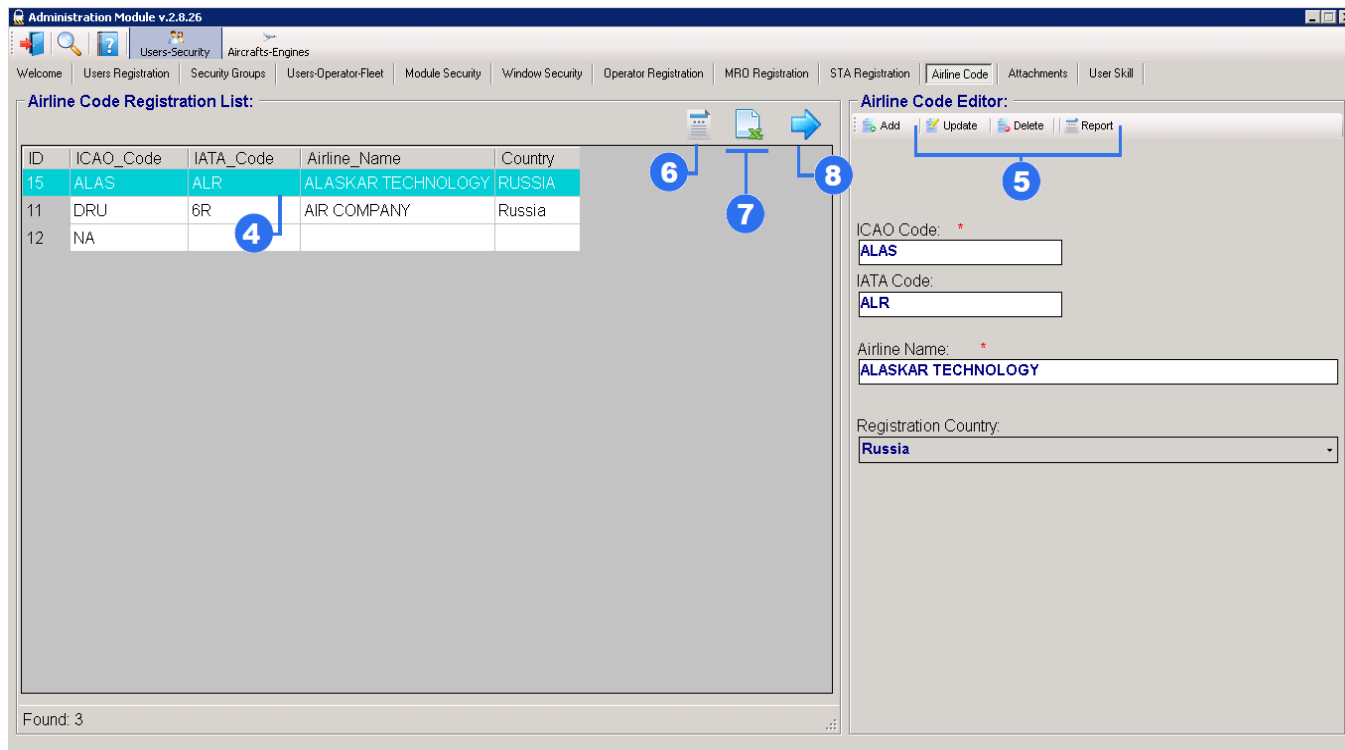 Administration Module v.2.8.26
Users-Security Aircrafts-Engines
Welcome Users Registration Security Groups Users-Operator-Fleet Module Security Window Security Operator Registration MRO Registration STA Registration Airline Code Attachments User Skill
Airline Code Registration List:
ID ICAO_Code IATA_Code Airline_Name Country
15 ALAS ALR ALASKAR TECHNOLOGY RUSSIA
11 DRU 6R AIR COMPANY Russia
12 NA
4
6
7
8
Found: 3
Airline Code Editor:
Add Update Delete Report
5
ICAO Code: *
ALAS
IATA Code:
ALR
Airline Name: *
ALASKAR TECHNOLOGY
Registration Country:
Russia